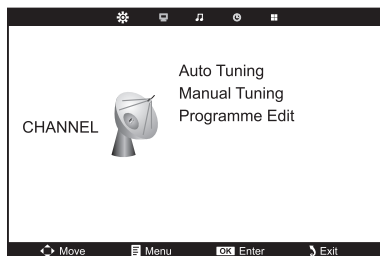 CHANNEL
Auto Tuning
Manual Tuning
Programme Edit
Move Menu OK Enter Exit